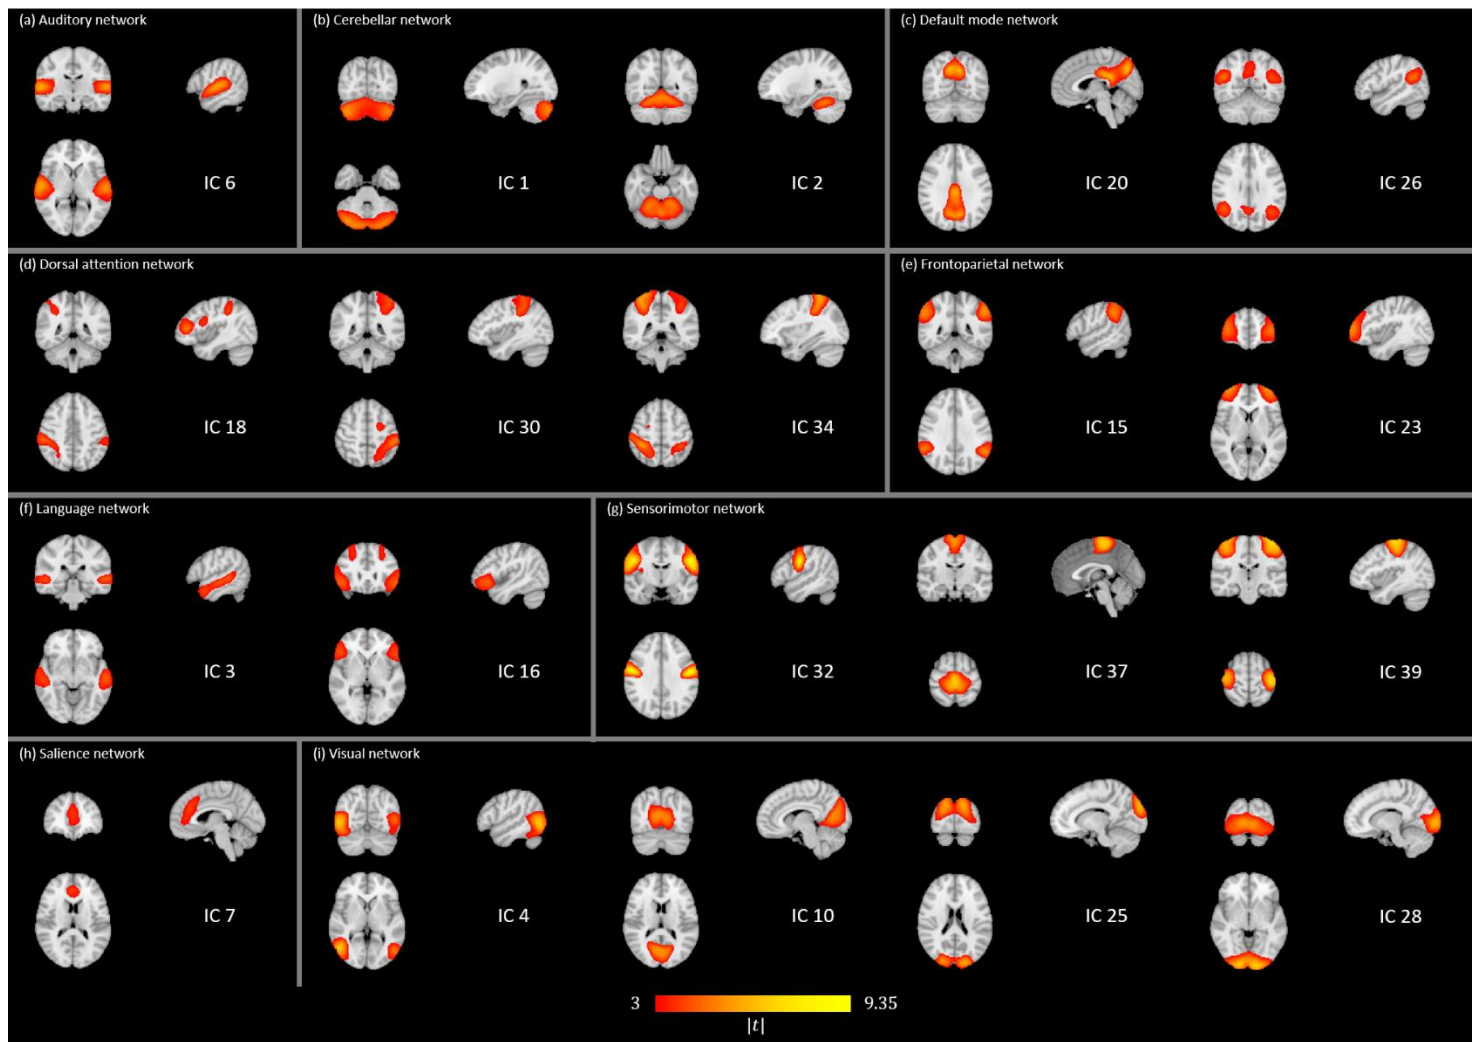 (a) Auditory network
(b) Cerebellar network
(c) Default mode network
IC 6
IC 1
IC 2
IC 20
IC 26
(d) Dorsal attention network
(e) Frontoparietal network
IC 18
IC 30
IC 34
IC 15
IC 23
(f) Language network
(g) Sensorimotor network
IC 3
IC 16
IC 32
IC 37
IC 39
(h) Salience network
(i) Visual network
IC 7
IC 4
IC 10
IC 25
IC 28
3
9.35
|t|